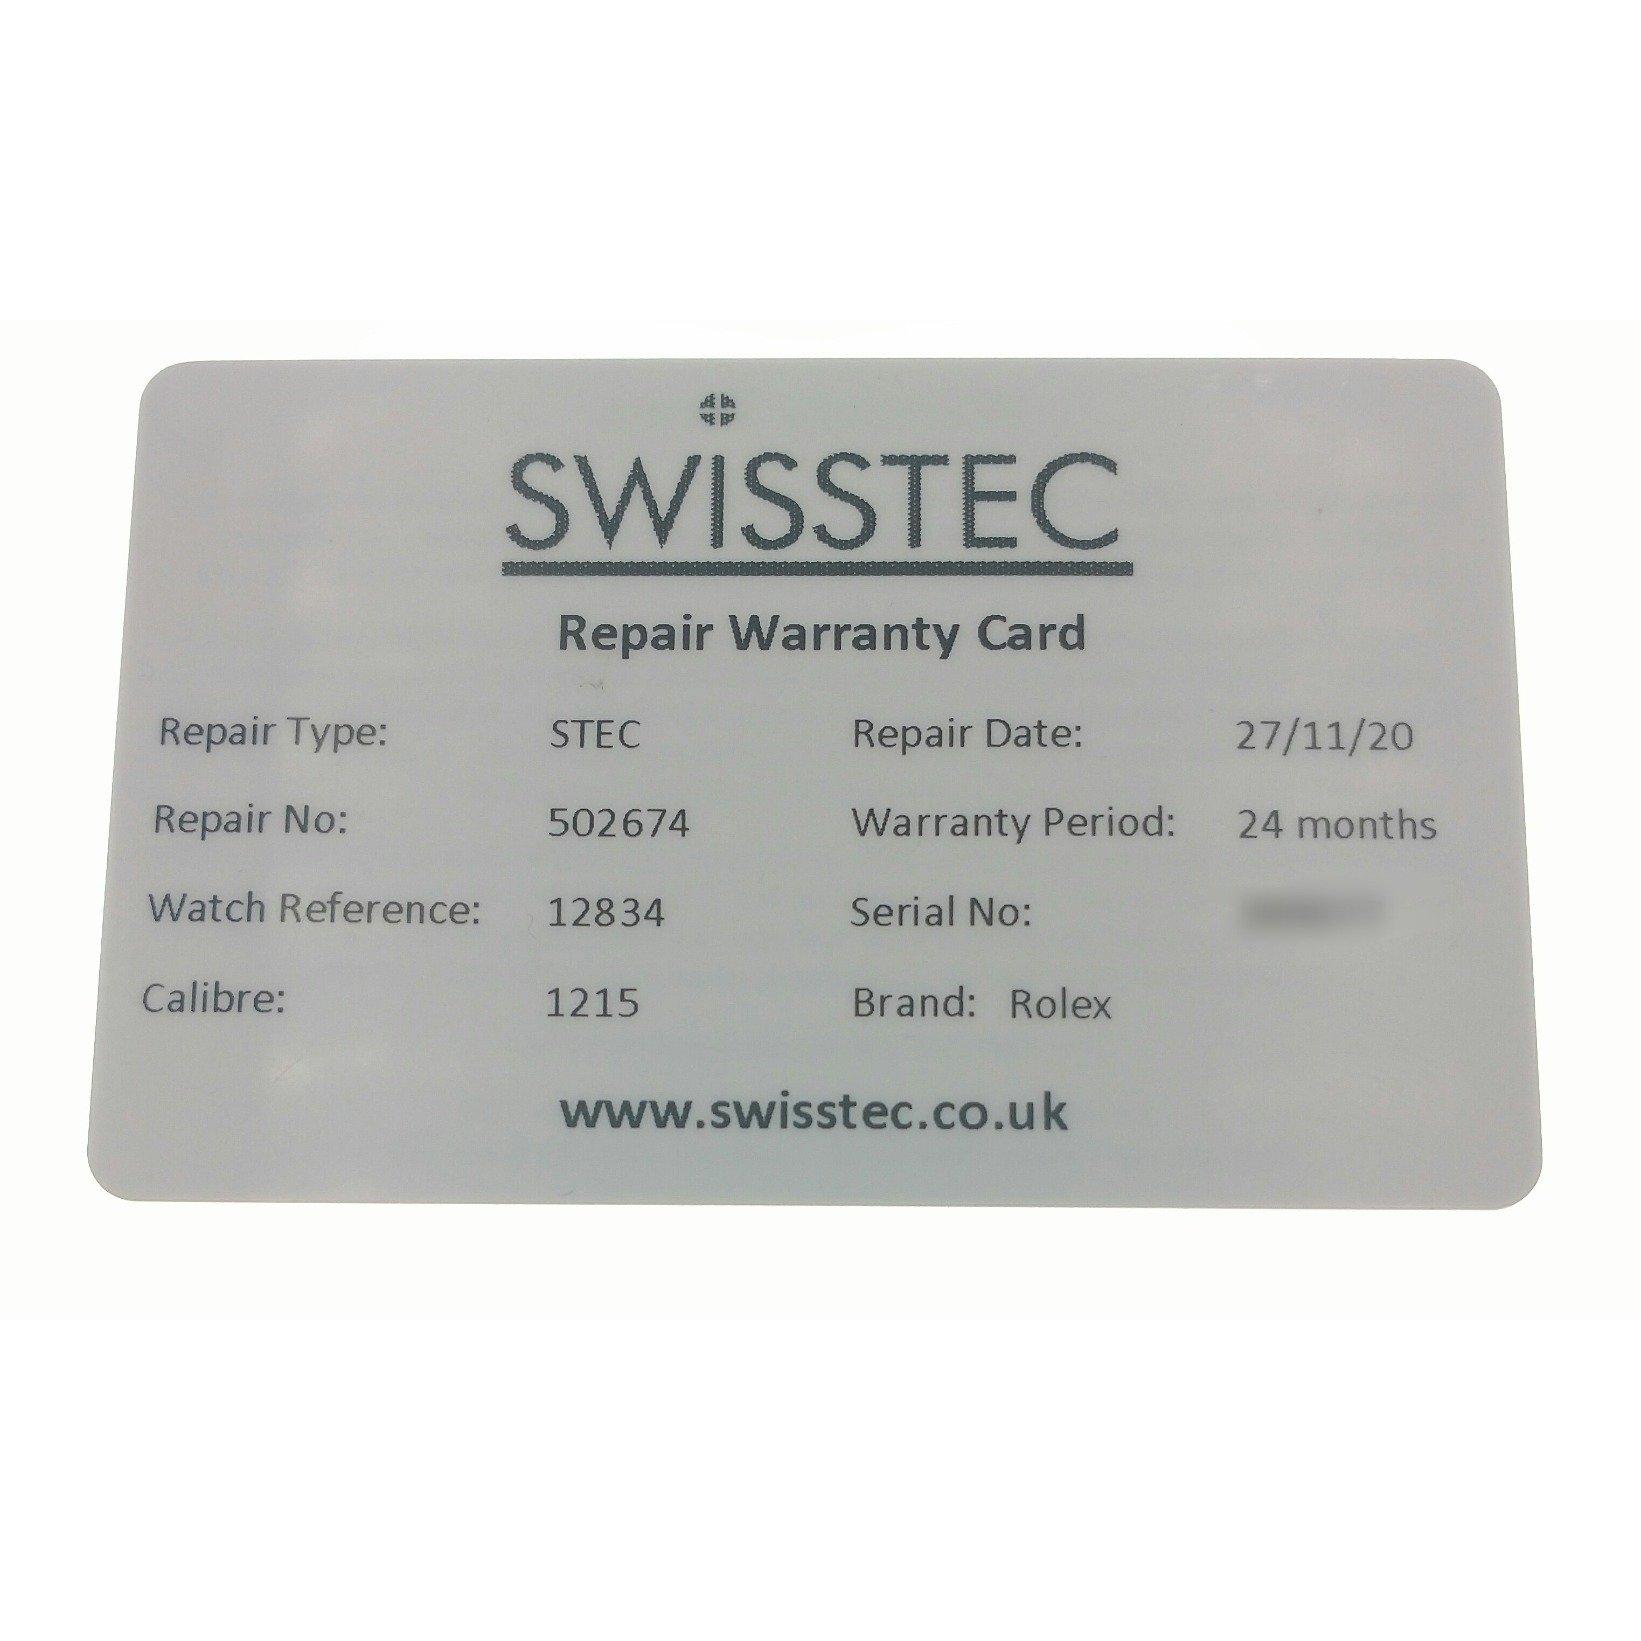 SWISSTEC
Repair Warranty Card
Repair Type: STEC Repair Date: 27/11/20
Repair No: 502674 Warranty Period: 24 months
Watch Reference: 12834 Serial No:
Calibre: 1215 Brand: Rolex
www.swisstec.co.uk